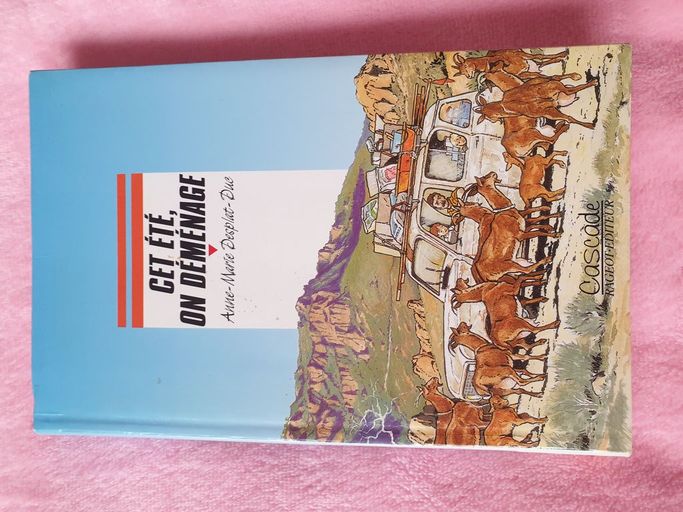 CET ÉTÉ,
ON DÉMÉNAGE
Anne-Marie Desplat-Duc
Cascade
RAGEOT-ÉDITEUR